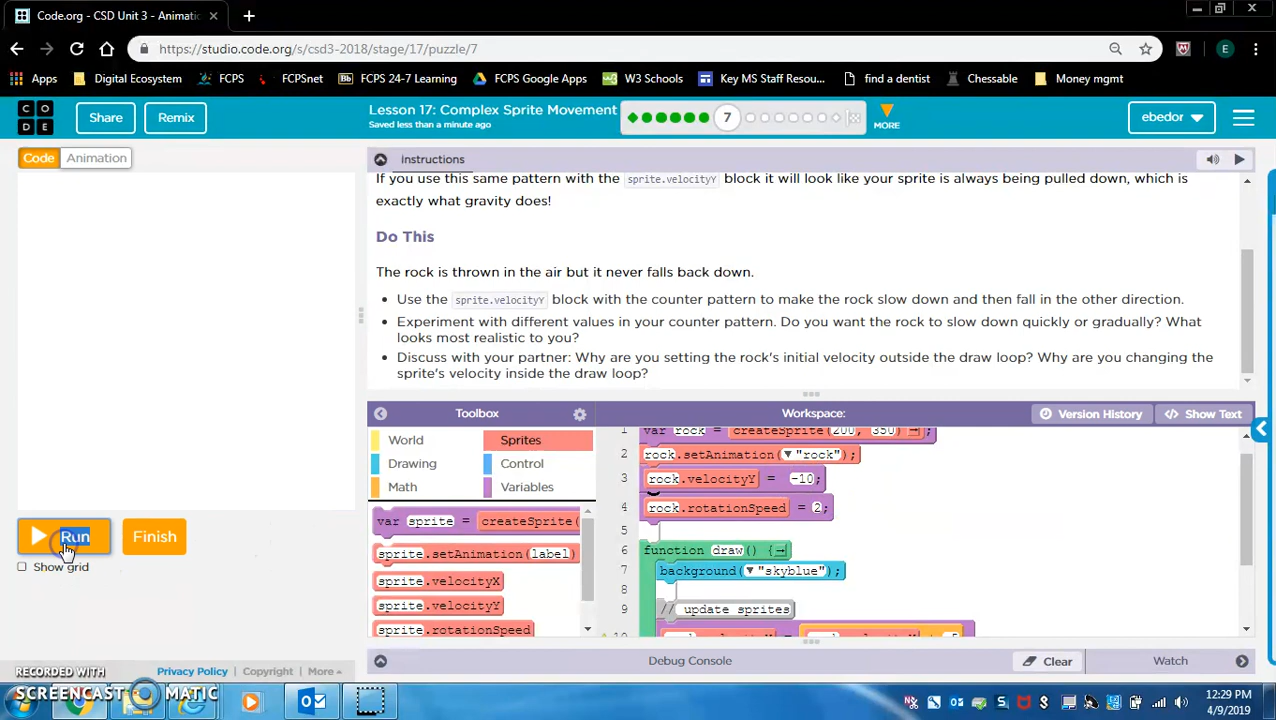 Code.org - CSD Unit 3 - Animatic
https://studio.code.org/s/csd3-2018/stage/17/puzzle/7
E
Apps Digital Ecosystem FCPS FCPSnet Bb FCPS 24-7 Learning FCPS Google Apps W3 Schools Key MS Staff Resou... find a dentist Chessable Money mgmt
C O
D E
Share Remix Lesson 17: Complex Sprite Movement
Saved less than a minute ago
7
MORE
ebedor
Code Animation
Instructions
If you use this same pattern with the sprite.velocityY block it will look like your sprite is always being pulled down, which is
exactly what gravity does!
Do This
The rock is thrown in the air but it never falls back down.
Use the sprite.velocityY block with the counter pattern to make the rock slow down and then fall in the other direction.
Experiment with different values in your counter pattern. Do you want the rock to slow down quickly or gradually? What
looks most realistic to you?
Discuss with your partner: Why are you setting the rock's initial velocity outside the draw loop? Why are you changing the
sprite's velocity inside the draw loop?
Toolbox Workspace: Version History Show Text
World Sprites
Drawing Control
Math Variables
var sprite = createSprite(
sprite.setAnimation(label)
sprite.velocityX
sprite.velocityY
sprite.rotationSpeed
1 var rock = createSprite(200, 350);
2 rock.setAnimation("rock");
3 rock.velocityY = -10;
4 rock.rotationSpeed = 2;
5
6 function draw() {
7 background("skyblue");
8
9 // update sprites
10
Run Finish
Show grid
Debug Console Clear Watch
Privacy Policy Copyright More
RECORDED WITH
SCREENCAST MATIC
12:29 PM
4/9/2019